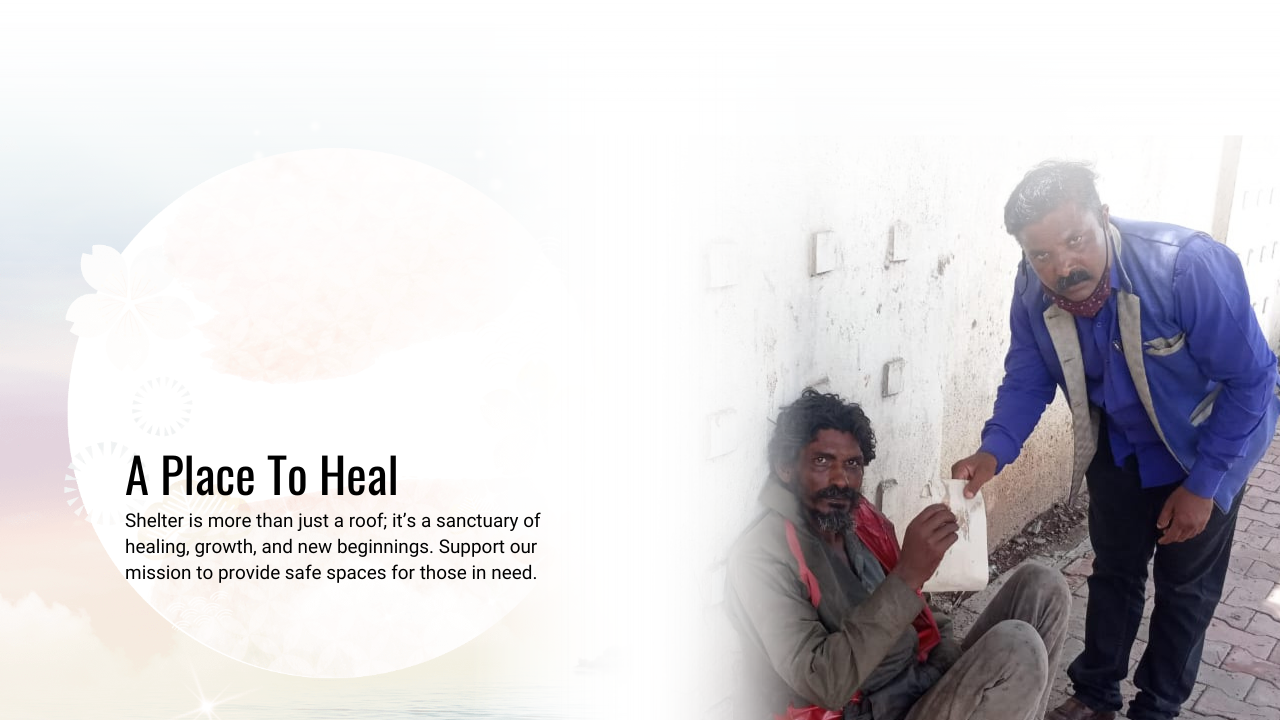 A Place To Heal
Shelter is more than just a roof; it’s a sanctuary of
healing, growth, and new beginnings. Support our
mission to provide safe spaces for those in need.